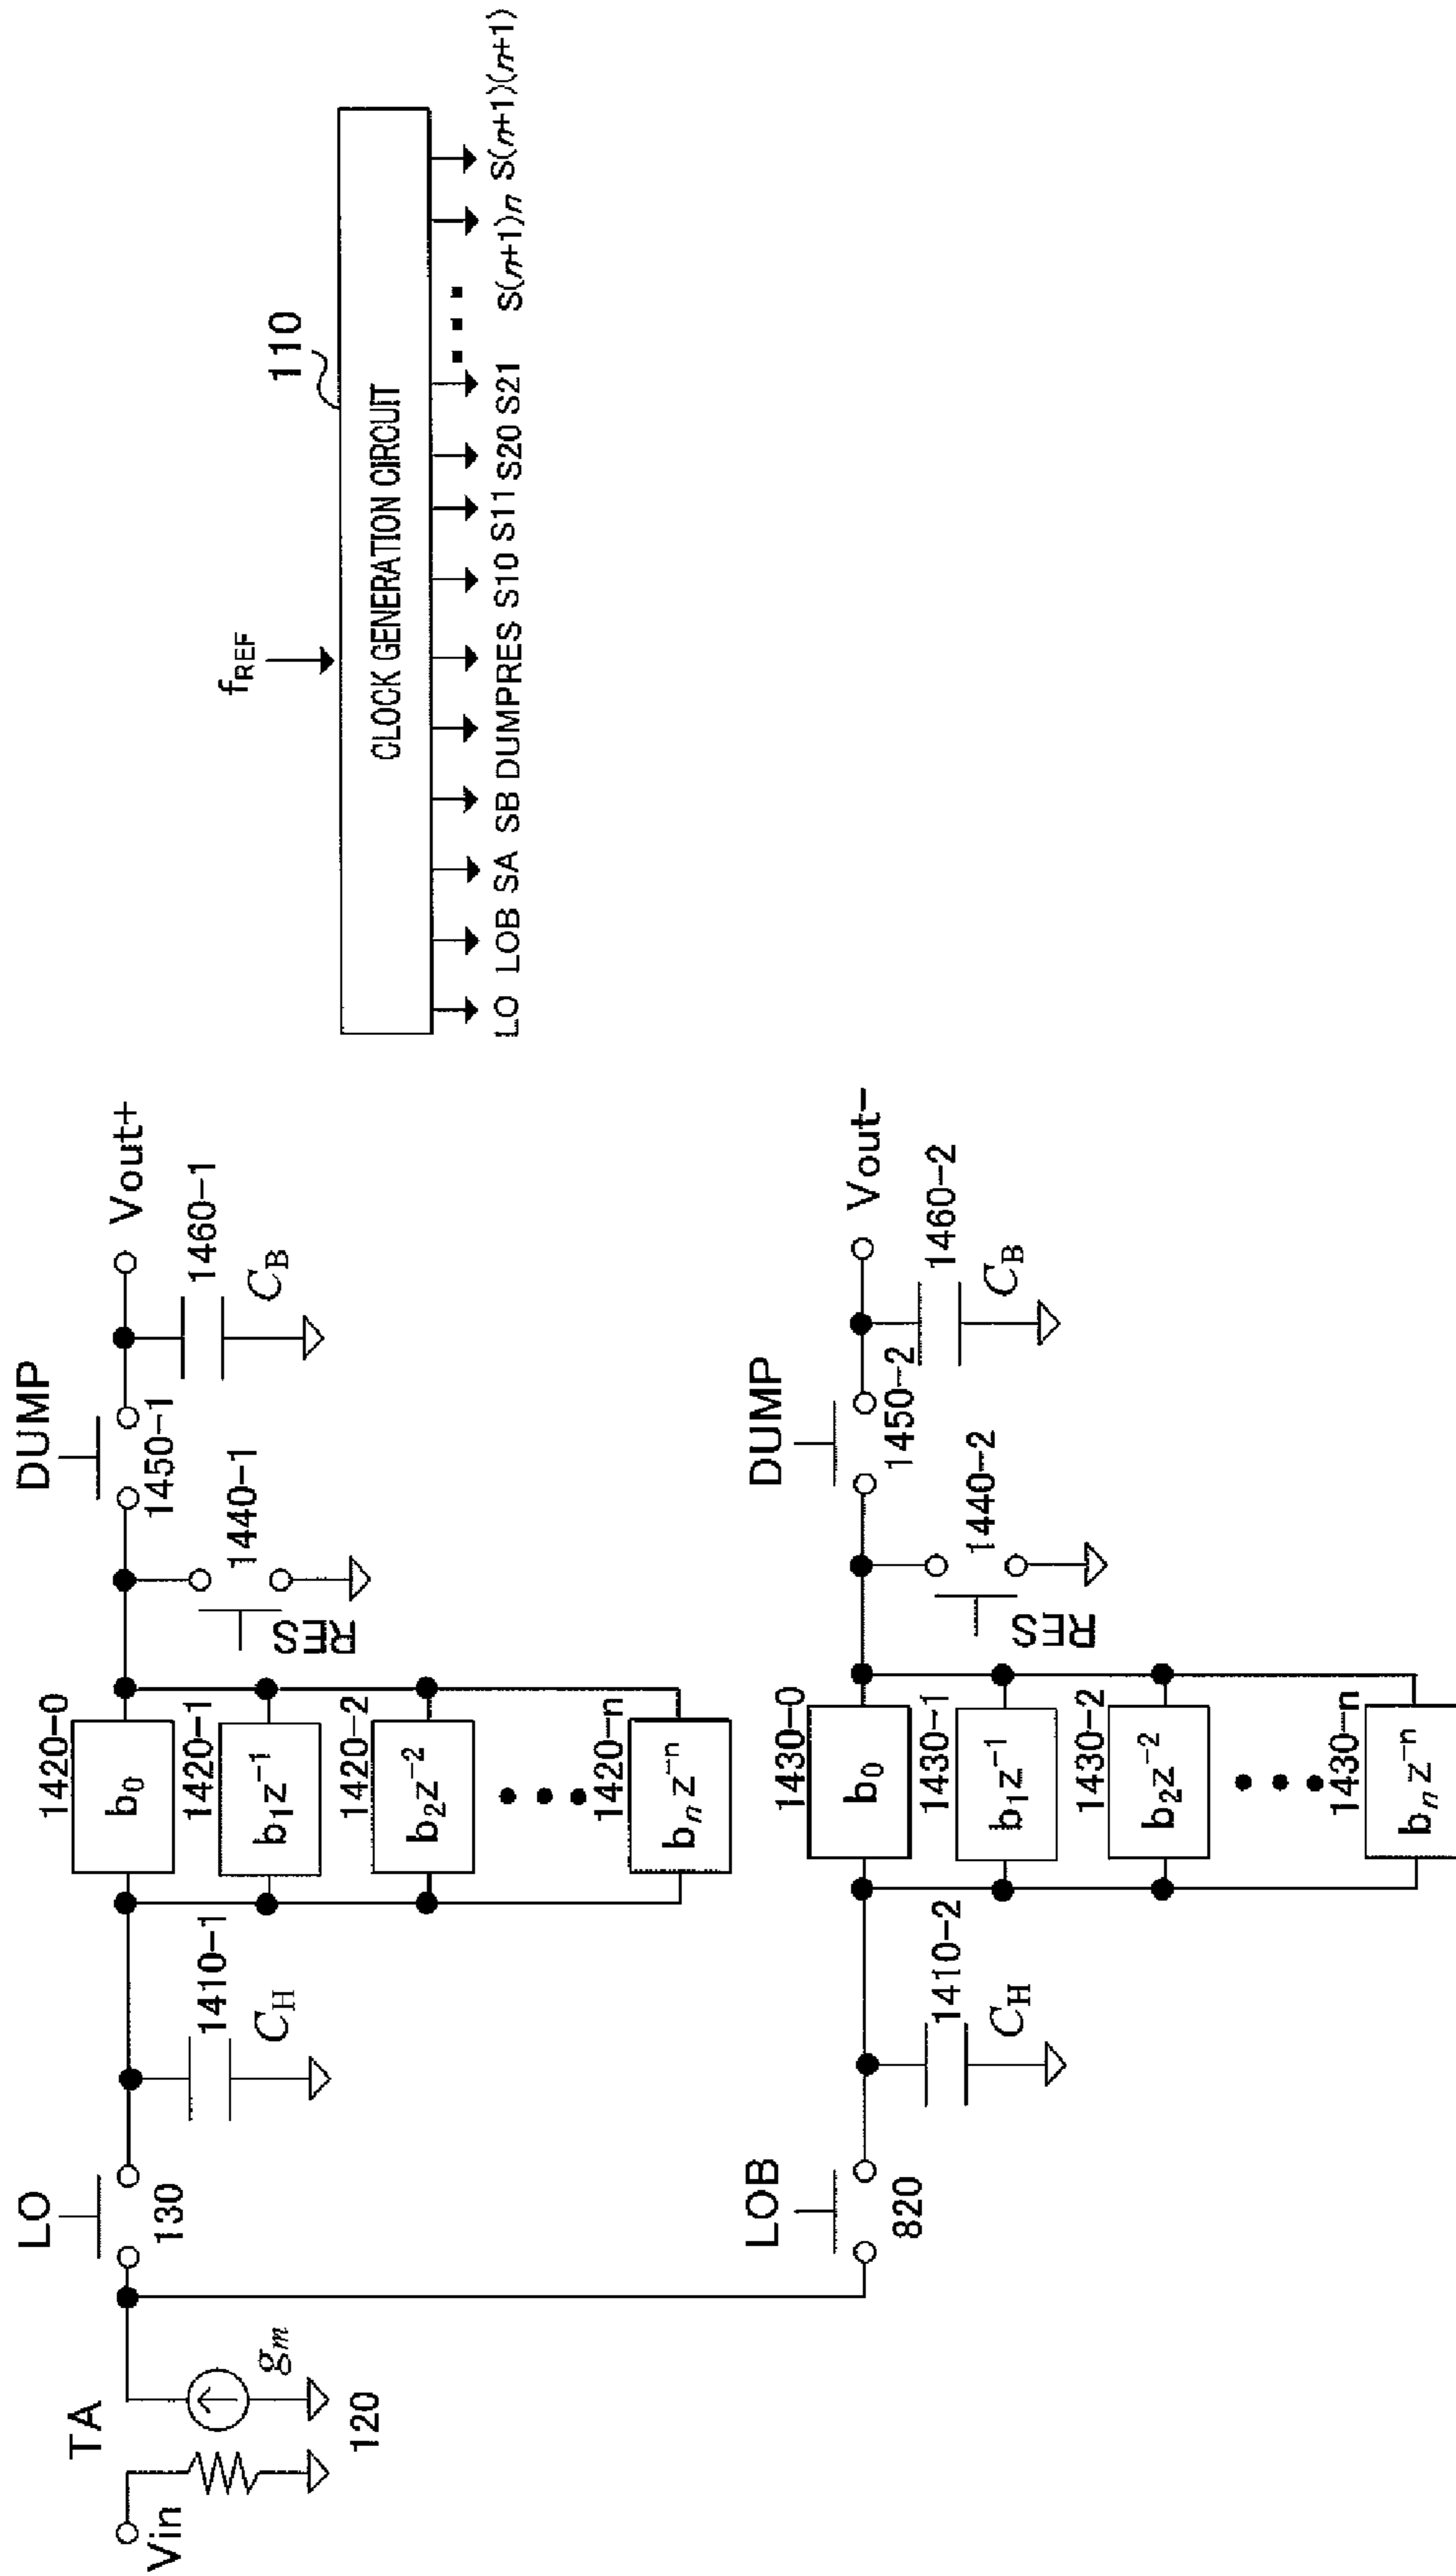 TA
Vin
gm
120
LO
130
1410-1
CH
1420-0
b0
1420-1
b1z-1
1420-2
b2z-2
1420-n
bnz-n
RES
1440-1
DUMP
1450-1
1460-1
CB
Vout+
LOB
820
1410-2
CH
1430-0
b0
1430-1
b1z-1
1430-2
b2z-2
1430-n
bnz-n
RES
1440-2
DUMP
1450-2
1460-2
CB
Vout-
fREF
110
CLOCK GENERATION CIRCUIT
LO LOB SA SB DUMPRES S10 S11 S20 S21 S(n+1)n S(n+1)(n+1)